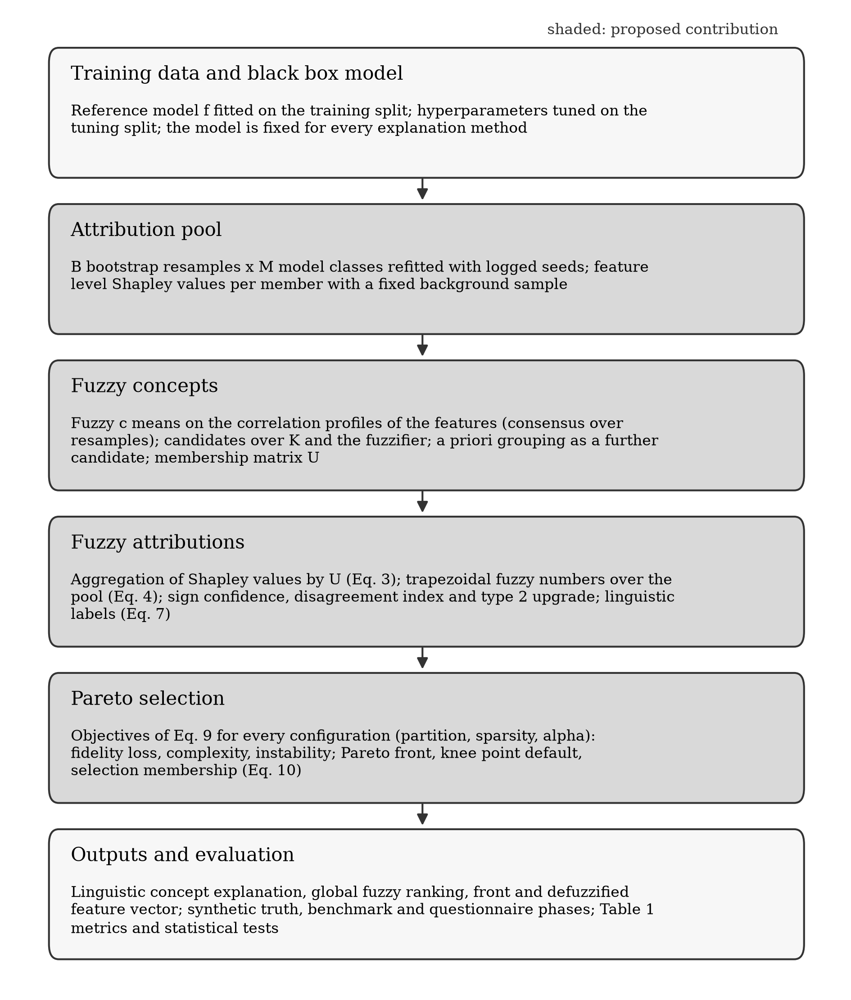 shaded: proposed contribution
Training data and black box model
Reference model f fitted on the training split; hyperparameters tuned on the
tuning split; the model is fixed for every explanation method
Attribution pool
B bootstrap resamples x M model classes refitted with logged seeds; feature
level Shapley values per member with a fixed background sample
Fuzzy concepts
Fuzzy c means on the correlation profiles of the features (consensus over
resamples); candidates over K and the fuzzifier; a priori grouping as a further
candidate; membership matrix U
Fuzzy attributions
Aggregation of Shapley values by U (Eq. 3); trapezoidal fuzzy numbers over the
pool (Eq. 4); sign confidence, disagreement index and type 2 upgrade; linguistic
labels (Eq. 7)
Pareto selection
Objectives of Eq. 9 for every configuration (partition, sparsity, alpha):
fidelity loss, complexity, instability; Pareto front, knee point default,
selection membership (Eq. 10)
Outputs and evaluation
Linguistic concept explanation, global fuzzy ranking, front and defuzzified
feature vector; synthetic truth, benchmark and questionnaire phases; Table 1
metrics and statistical tests